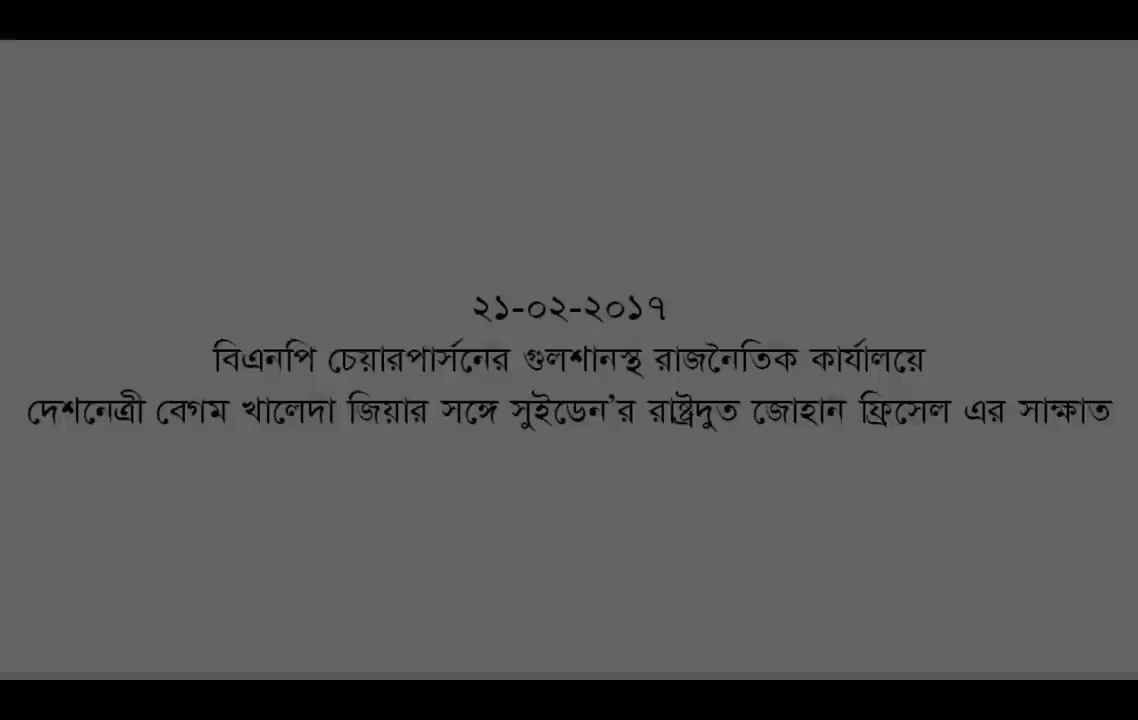 ২১-০২-২০১৭
বিএনপি চেয়ারপার্সনের গুলশানস্থ রাজনৈতিক কার্যালয়ে
দেশনেত্রী বেগম খালেদা জিয়ার সঙ্গে সুইডেন’র রাষ্ট্রদুত জোহান ফ্রিসেল এর সাক্ষাত